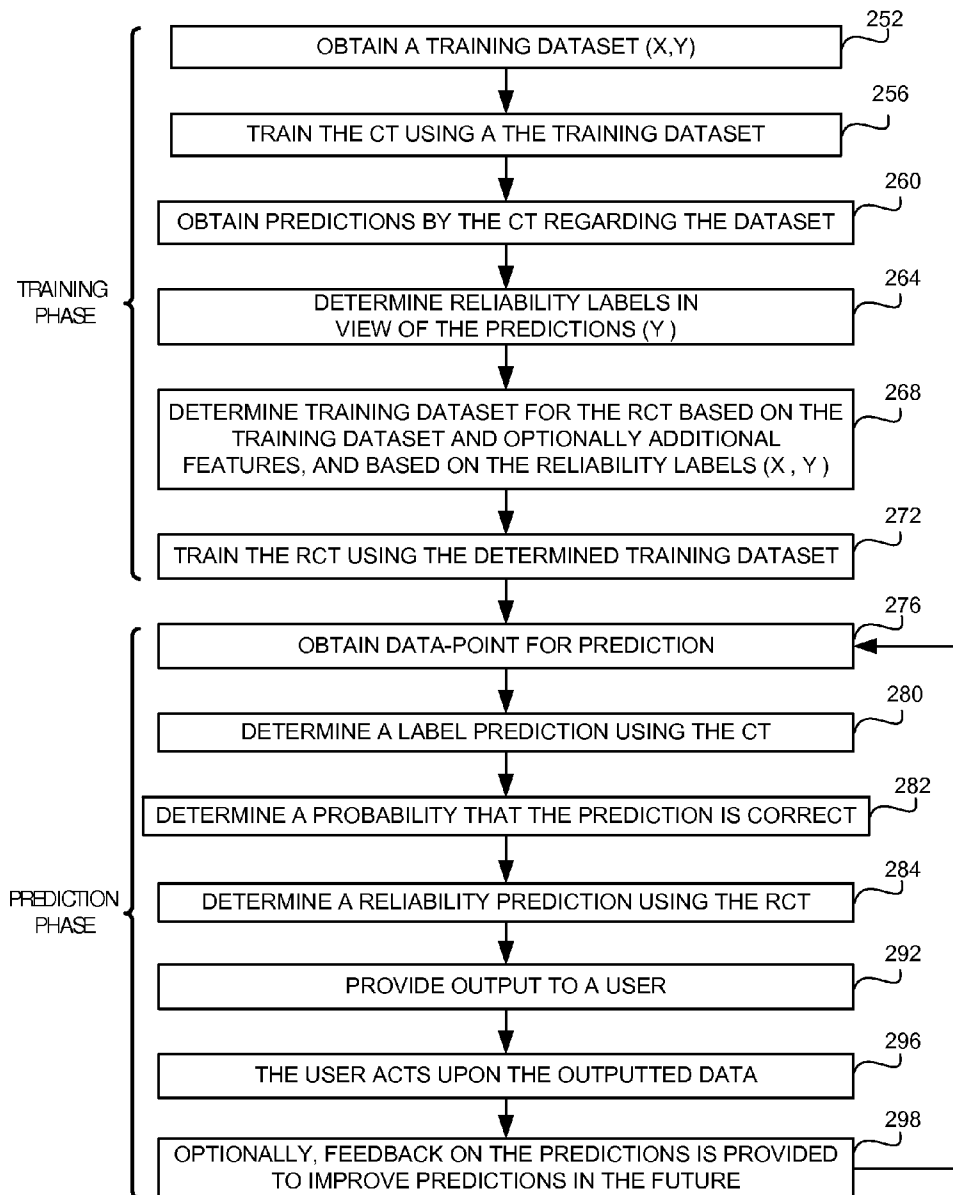 252
OBTAIN A TRAINING DATASET (X,Y)
256
TRAIN THE CT USING A THE TRAINING DATASET
260
OBTAIN PREDICTIONS BY THE CT REGARDING THE DATASET
264
DETERMINE RELIABILITY LABELS IN
VIEW OF THE PREDICTIONS (Y )
268
DETERMINE TRAINING DATASET FOR THE RCT BASED ON THE
TRAINING DATASET AND OPTIONALLY ADDITIONAL
FEATURES, AND BASED ON THE RELIABILITY LABELS (X , Y )
272
TRAIN THE RCT USING THE DETERMINED TRAINING DATASET
TRAINING
PHASE
276
OBTAIN DATA-POINT FOR PREDICTION
280
DETERMINE A LABEL PREDICTION USING THE CT
282
DETERMINE A PROBABILITY THAT THE PREDICTION IS CORRECT
284
DETERMINE A RELIABILITY PREDICTION USING THE RCT
292
PROVIDE OUTPUT TO A USER
296
THE USER ACTS UPON THE OUTPUTTED DATA
298
OPTIONALLY, FEEDBACK ON THE PREDICTIONS IS PROVIDED
TO IMPROVE PREDICTIONS IN THE FUTURE
PREDICTION
PHASE